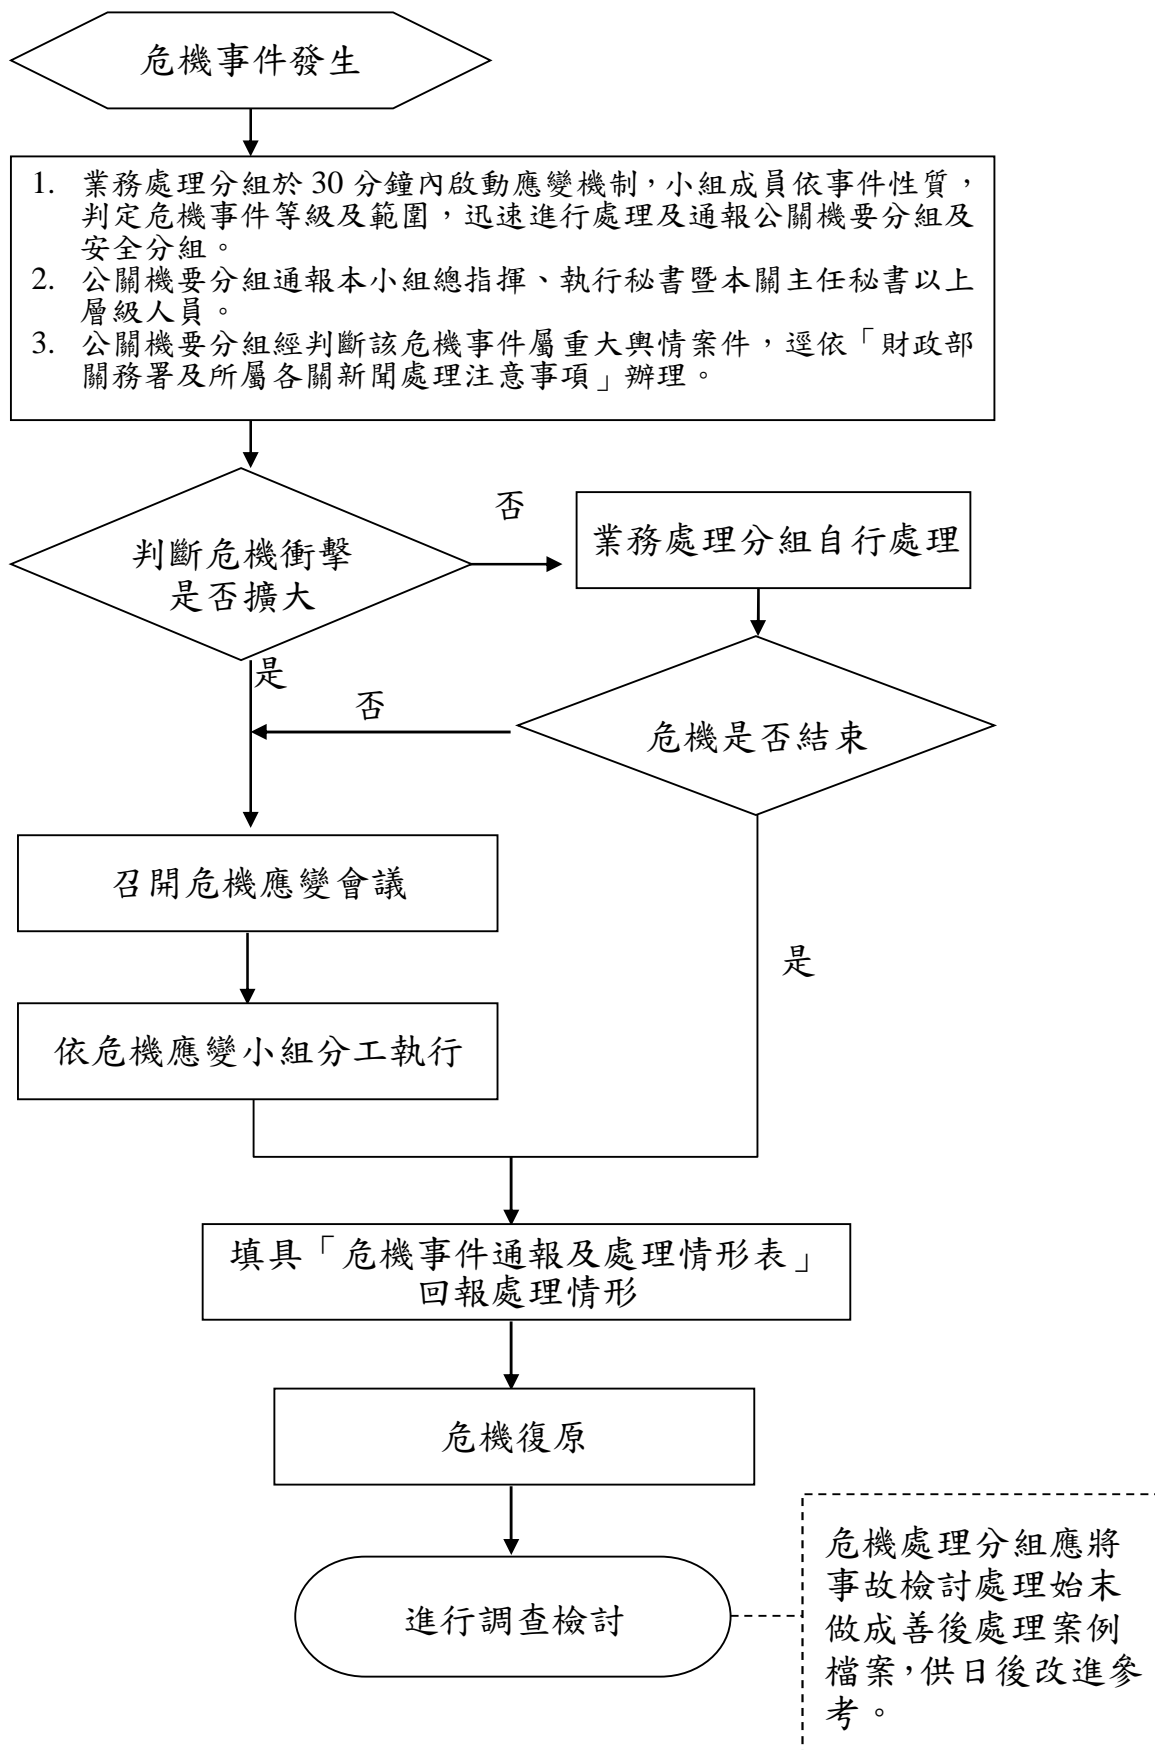 危機事件發生
1. 業務處理分組於 30 分鐘內啟動應變機制，小組成員依事件性質，
判定危機事件等級及範圍，迅速進行處理及通報公關機要分組及
安全分組。
2. 公關機要分組通報本小組總指揮、執行秘書暨本關主任秘書以上
層級人員。
3. 公關機要分組經判斷該危機事件屬重大輿情案件，逕依「財政部
關務署及所屬各關新聞處理注意事項」辦理。
否
業務處理分組自行處理
判斷危機衝擊
是否擴大
是
否
危機是否結束
召開危機應變會議
是
依危機應變小組分工執行
填具「危機事件通報及處理情形表」
回報處理情形
危機復原
進行調查檢討
危機處理分組應將
事故檢討處理始末
做成善後處理案例
檔案，供日後改進參
考。